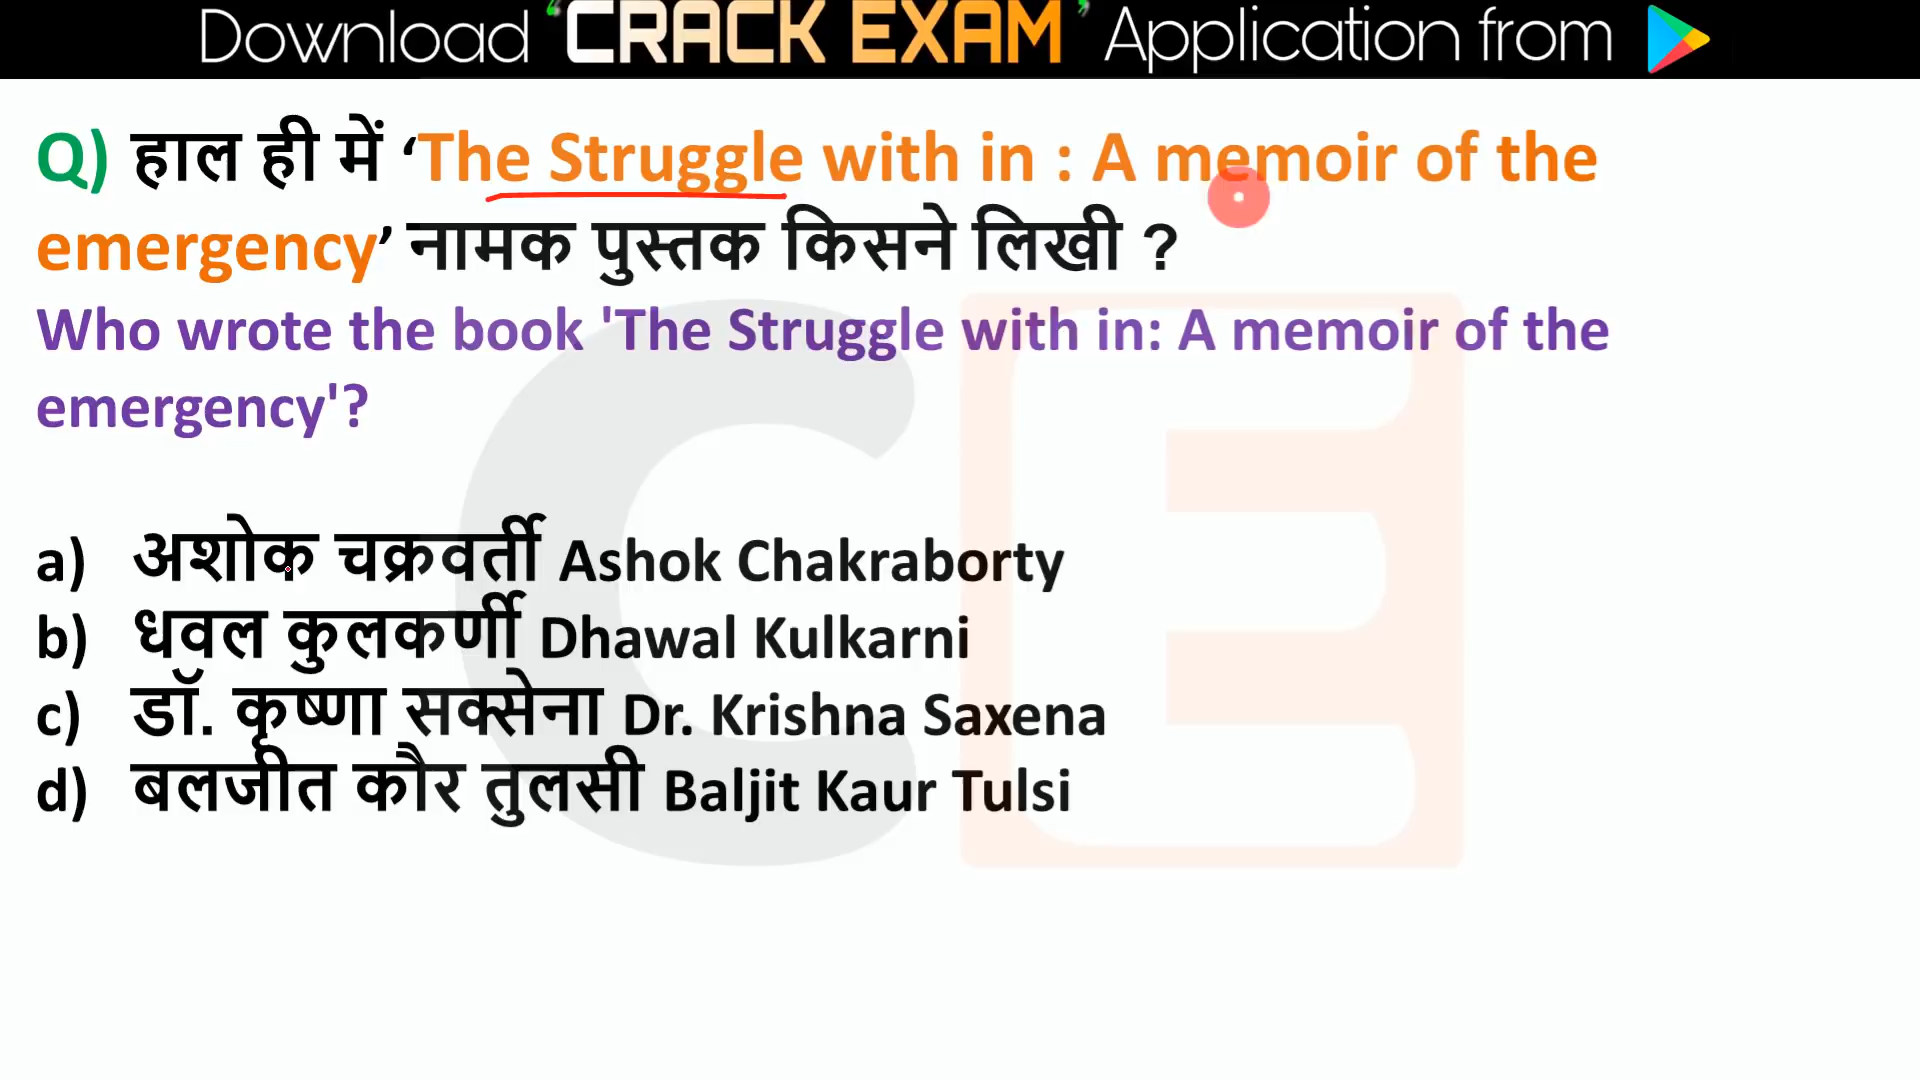 Download ‘CRACK EXAM’ Application from
Q) हाल ही में ‘The Struggle with in : A memoir of the
emergency’ नामक पुस्तक किसने लिखी ?
Who wrote the book 'The Struggle with in: A memoir of the
emergency'?
a) अशोक चक्रवर्ती Ashok Chakraborty
b) धवल कुलकर्णी Dhawal Kulkarni
c) डॉ. कृष्णा सक्सेना Dr. Krishna Saxena
d) बलजीत कौर तुलसी Baljit Kaur Tulsi
CE